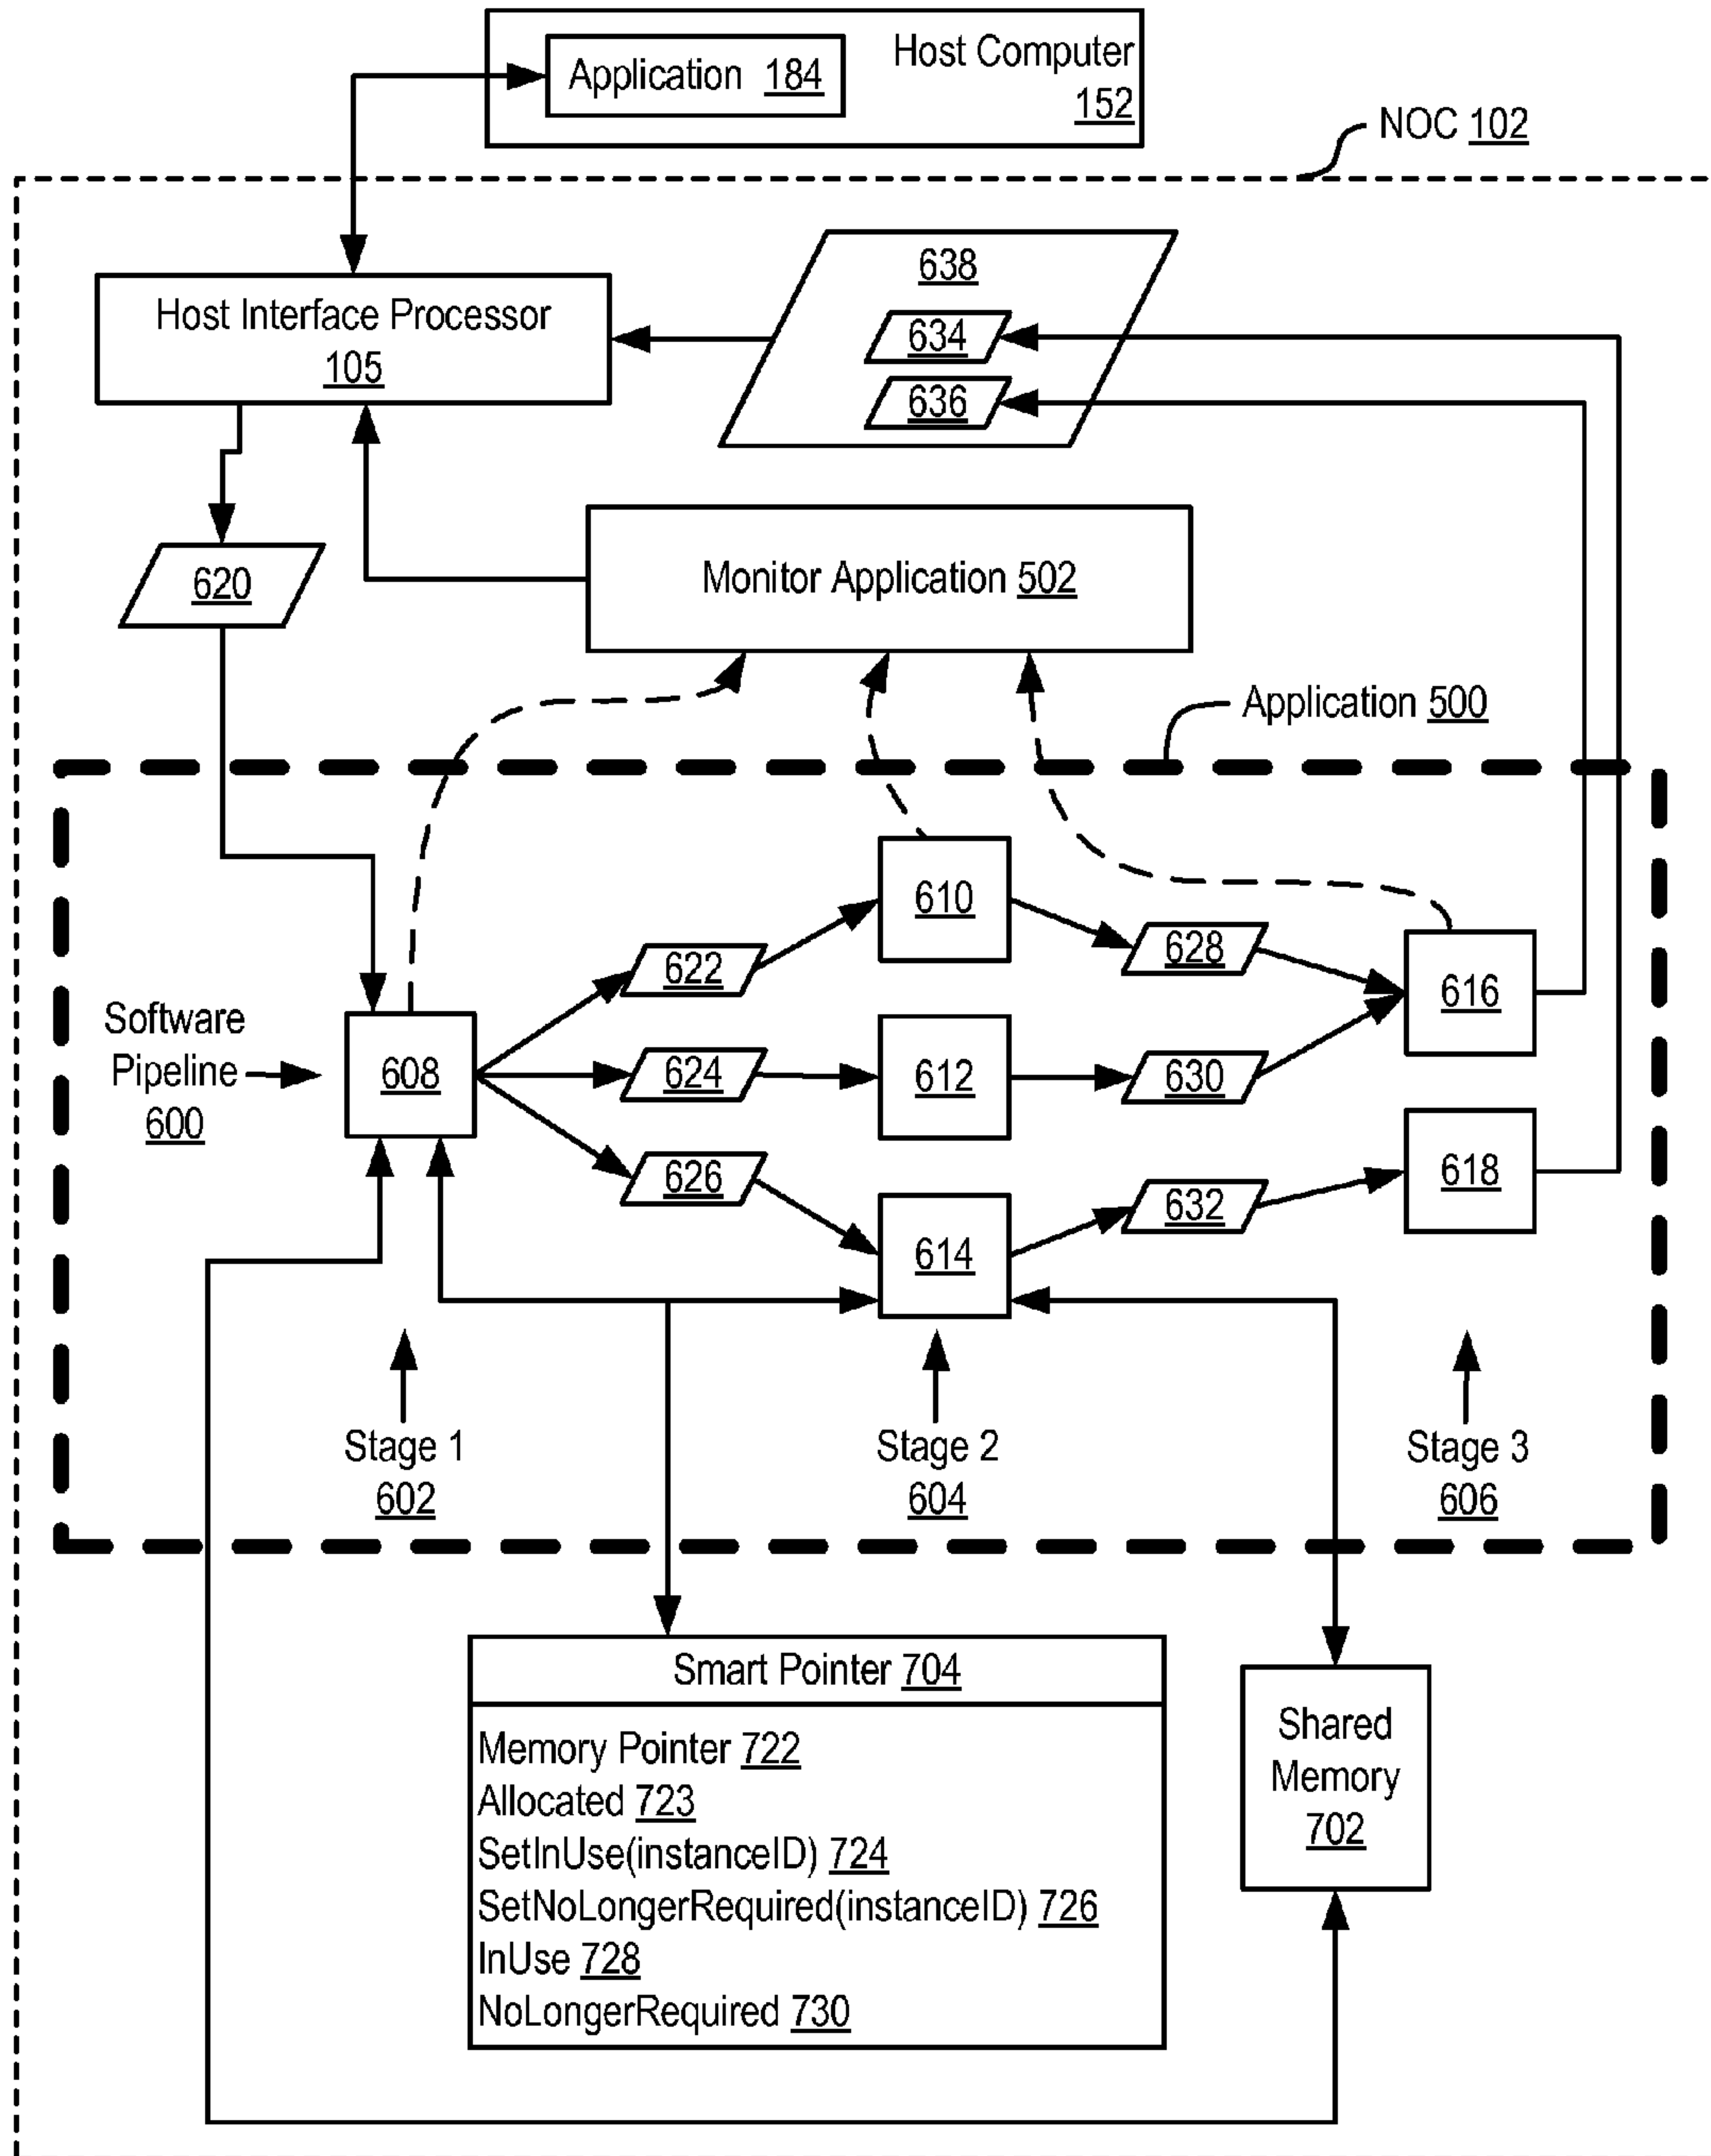 Host Computer
152
Application 184
NOC 102
638
634
636
Host Interface Processor
105
620
Monitor Application 502
Application 500
610
622
628
616
Software
Pipeline
600
608
624
612
630
618
626
632
614
Stage 1
602
Stage 2
604
Stage 3
606
Smart Pointer 704
Memory Pointer 722
Allocated 723
SetInUse(instanceID) 724
SetNoLongerRequired(instanceID) 726
InUse 728
NoLongerRequired 730
Shared
Memory
702